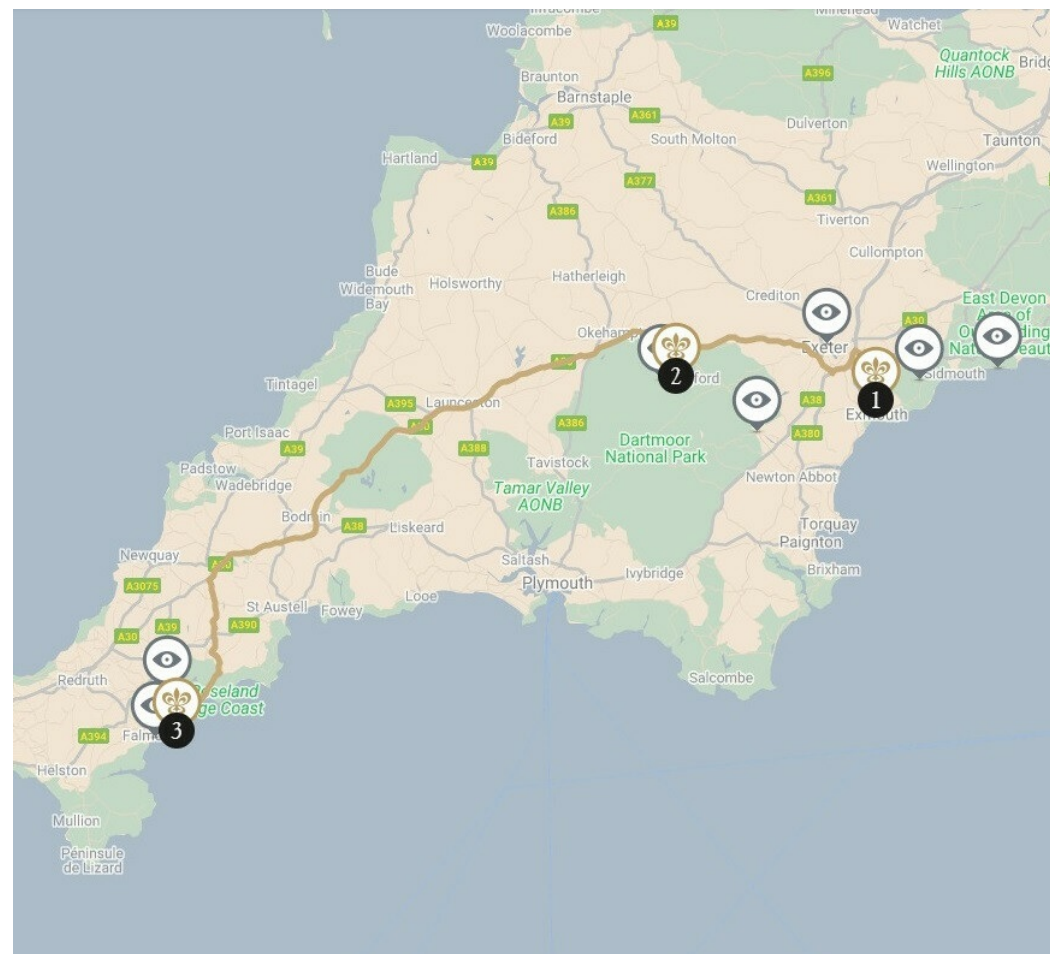 Woolacombe
A39
Watchet
Braunton
A396
Quantock
Hills AONB
Barnstaple
A39
A361
Dulverton
Bideford
South Molton
Taunton
Hartland
A39
Wellington
A377
A361
A386
Tiverton
Cullompton
Bude
Widemouth
Bay
Holsworthy
Hatherleigh
Crediton
East Devon
A30
Exeter
Sidmouth
2
1
Tintagel
A395
Launceston
A38
Exmouth
A386
A380
Port Isaac
A39
A388
Dartmoor
National Park
Padstow
Wadebridge
Tavistock
Tamar Valley
AONB
Newton Abbot
Bodmin
A38
Liskeard
Torquay
Paignton
Newquay
Saltash
Plymouth
Ivybridge
Brixham
A3075
St Austell
Fowey
Looe
A30
A39
A390
Redruth
Salcombe
3
A394
Helston
Mullion
Péninsule
de Lizard